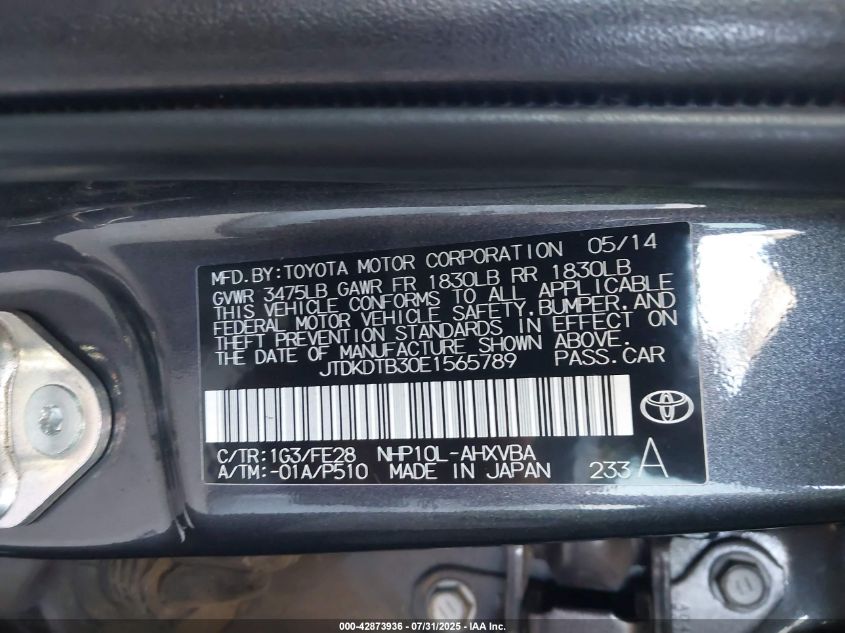 MFD. BY: TOYOTA MOTOR CORPORATION 05/14
GVWR 3475LB GAWR FR 1830LB RR 1830LB
THIS VEHICLE CONFORMS TO ALL APPLICABLE
FEDERAL MOTOR VEHICLE SAFETY, BUMPER, AND
THEFT PREVENTION STANDARDS IN EFFECT ON
THE DATE OF MANUFACTURE SHOWN ABOVE.
JTDKDTB30E1565789 PASS. CAR
C/TR: 1G3/FE28 NHP10L-AHXVBA
A/TM: -01A/P510 MADE IN JAPAN 233 A
000-42873936 - 07/31/2025 - IAA Inc.